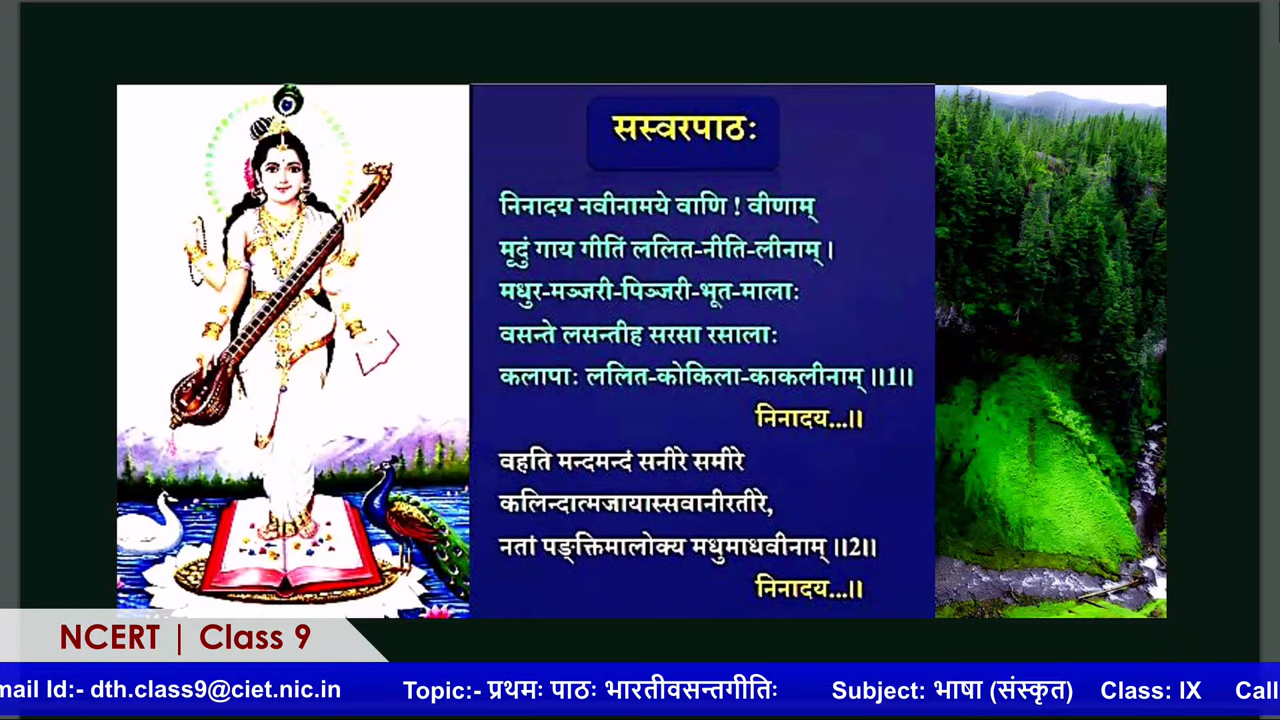 सस्वरपाठः
निनादय नवीनामये वाणि ! वीणाम्
मृदुं गाय गीतिं ललित-नीति-लीनाम् ।
मधुर-मञ्जरी-पिञ्जरी-भूत-मालाः
वसन्ते लसन्तीह सरसा रसालाः
कलापाः ललित-कोकिला-काकलीनाम् ॥1॥
निनादय...॥
वहति मन्दमन्दं सनीरे समीरे
कलिन्दात्मजायास्सवानीरतीरे,
नतां पङ्क्तिमालोक्य मधुमाधवीनाम् ॥2॥
निनादय...॥
NCERT | Class 9
mail Id:- dth.class9@ciet.nic.in Topic:- प्रथमः पाठः भारतीवसन्तगीतिः Subject: भाषा (संस्कृत) Class: IX Call